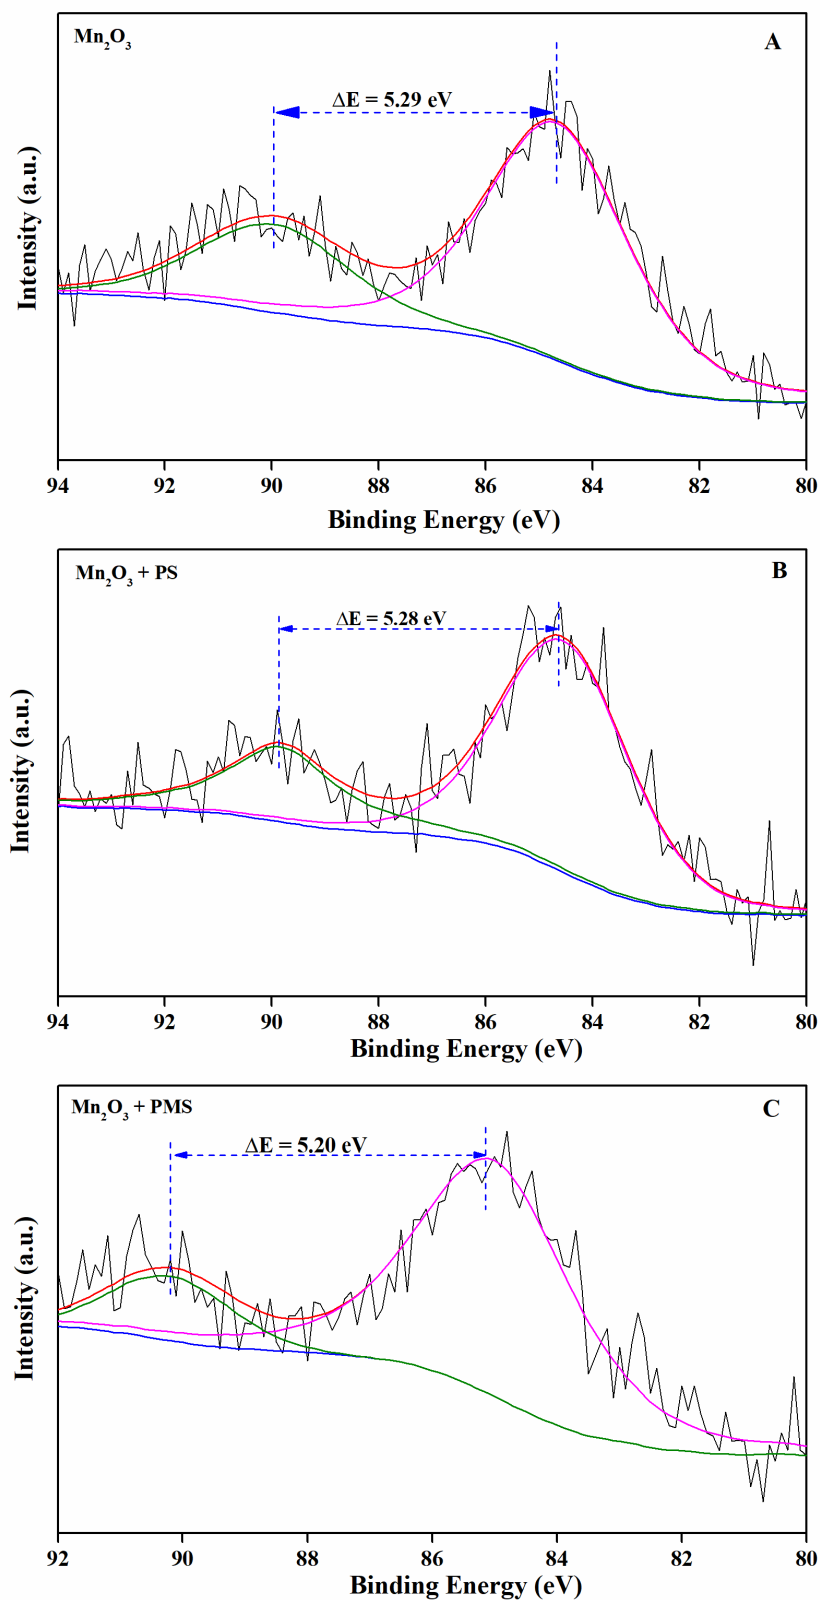 Mn₂O₃
A
ΔE = 5.29 eV
Intensity (a.u.)
94 92 90 88 86 84 82 80
Binding Energy (eV)
Mn₂O₃ + PS
B
ΔE = 5.28 eV
Intensity (a.u.)
94 92 90 88 86 84 82 80
Binding Energy (eV)
Mn₂O₃ + PMS
C
ΔE = 5.20 eV
Intensity (a.u.)
92 90 88 86 84 82 80
Binding Energy (eV)